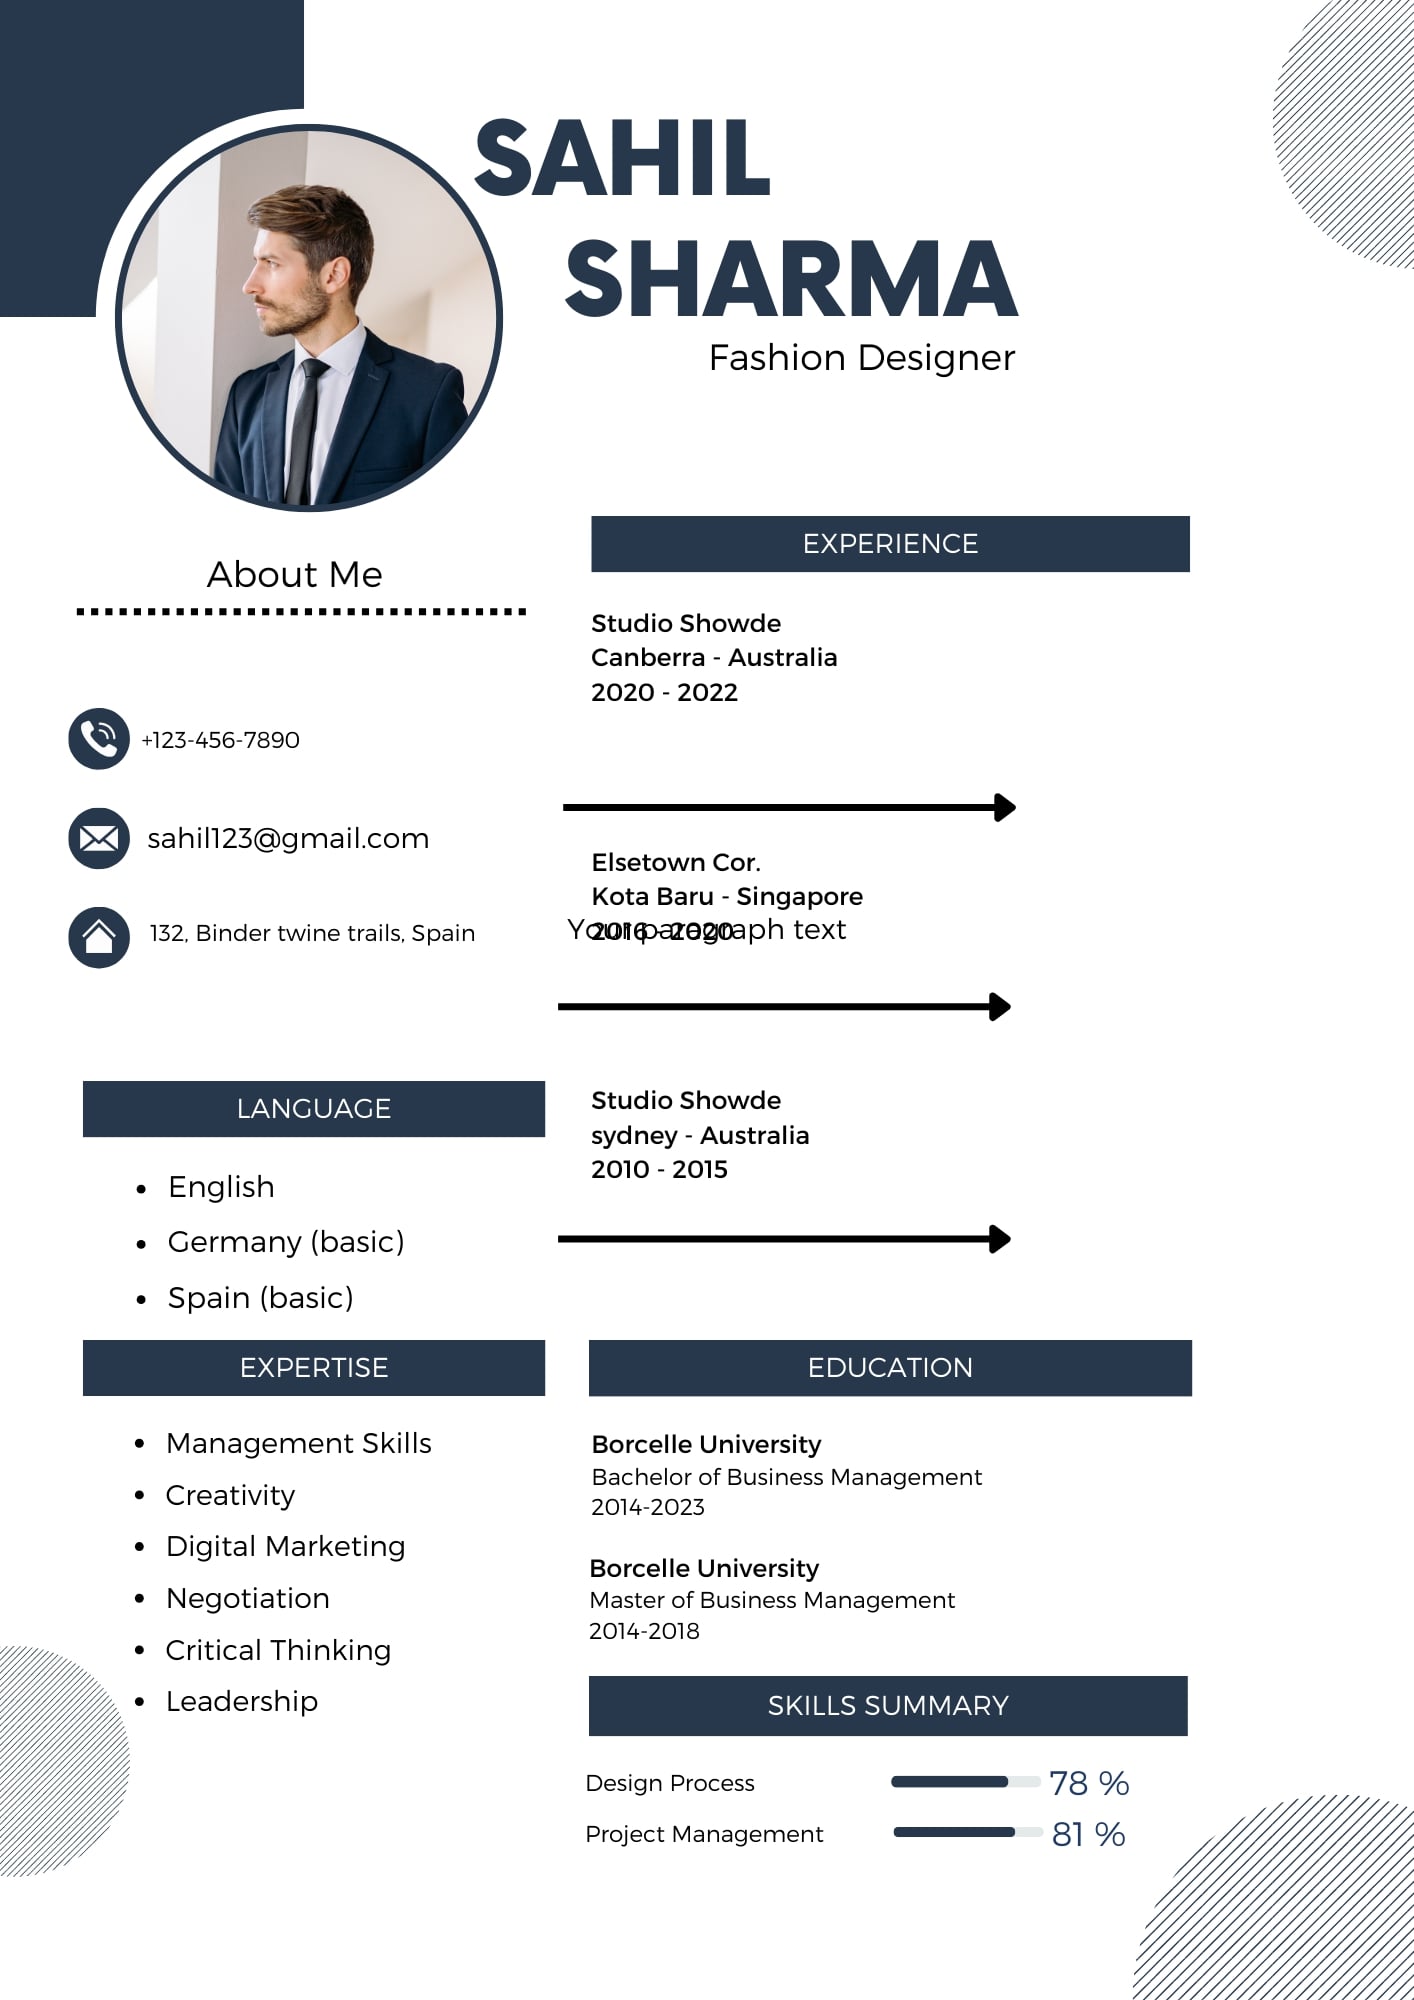 SAHIL
SHARMA
Fashion Designer
About Me
+123-456-7890
sahil123@gmail.com
132, Binder twine trails, Spain
LANGUAGE
• English
• Germany (basic)
• Spain (basic)
EXPERTISE
• Management Skills
• Creativity
• Digital Marketing
• Negotiation
• Critical Thinking
• Leadership
EXPERIENCE
Studio Showde
Canberra - Australia
2020 - 2022
Elsetown Cor.
Kota Baru - Singapore
2016 - 2020
Your paragraph text
Studio Showde
sydney - Australia
2010 - 2015
EDUCATION
Borcelle University
Bachelor of Business Management
2014-2023
Borcelle University
Master of Business Management
2014-2018
SKILLS SUMMARY
Design Process 78 %
Project Management 81 %